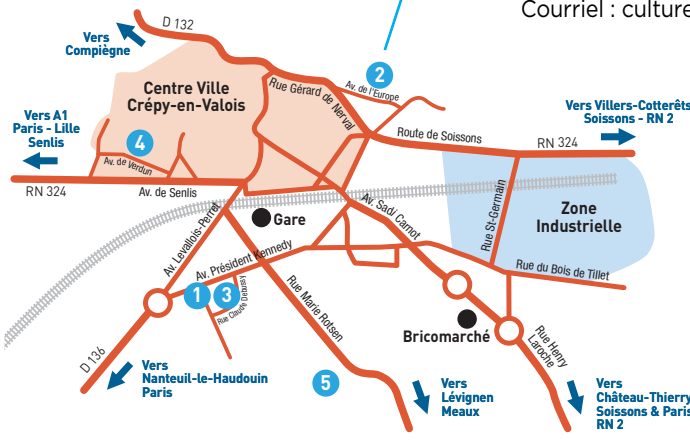 Courriel : culture
D 132
Vers
Compiègne
2
Av. de l'Europe
Centre Ville
Crépy-en-Valois
Rue Gérard de Nerval
Vers A1
Paris - Lille
Senlis
4
Av. de Verdun
Vers Villers-Cotterêts
Soissons - RN 2
Route de Soissons
RN 324
RN 324
Av. de Senlis
Rue St-Germain
Zone
Industrielle
Gare
Av. Sadi Carnot
Av. Levallois-Perret
Av. Président Kennedy
Rue du Bois de Tillet
1
3
Rue Claude Debussy
Rue Marie Rotsen
Bricomarché
Rue Henry
Laroche
D 136
Vers
Nanteuil-le-Haudouin
Paris
5
Vers
Lévignen
Meaux
Vers
Château-Thierry
Soissons & Paris
RN 2